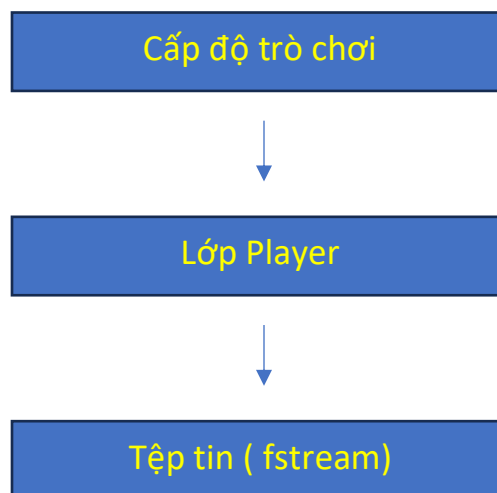 Cấp độ trò chơi
Lớp Player
Tệp tin ( fstream)